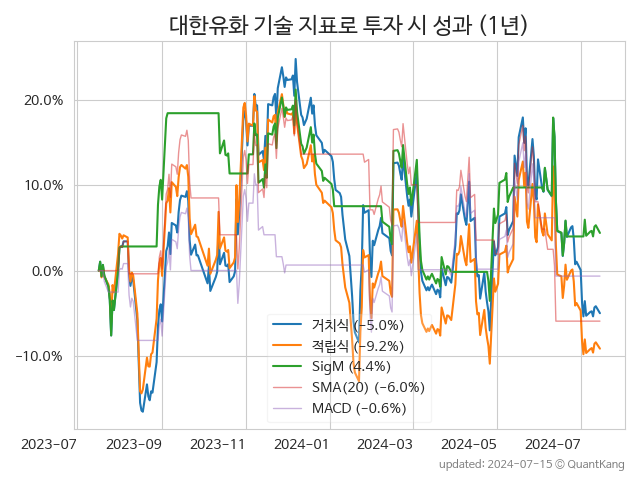 대한유화 기술 지표로 투자 시 성과 (1년)
20.0%
10.0%
0.0%
−10.0%
거치식 (−5.0%)
적립식 (−9.2%)
SigM (4.4%)
SMA(20) (−6.0%)
MACD (−0.6%)
2023-07 2023-09 2023-11 2024-01 2024-03 2024-05 2024-07
updated: 2024-07-15 © QuantKang